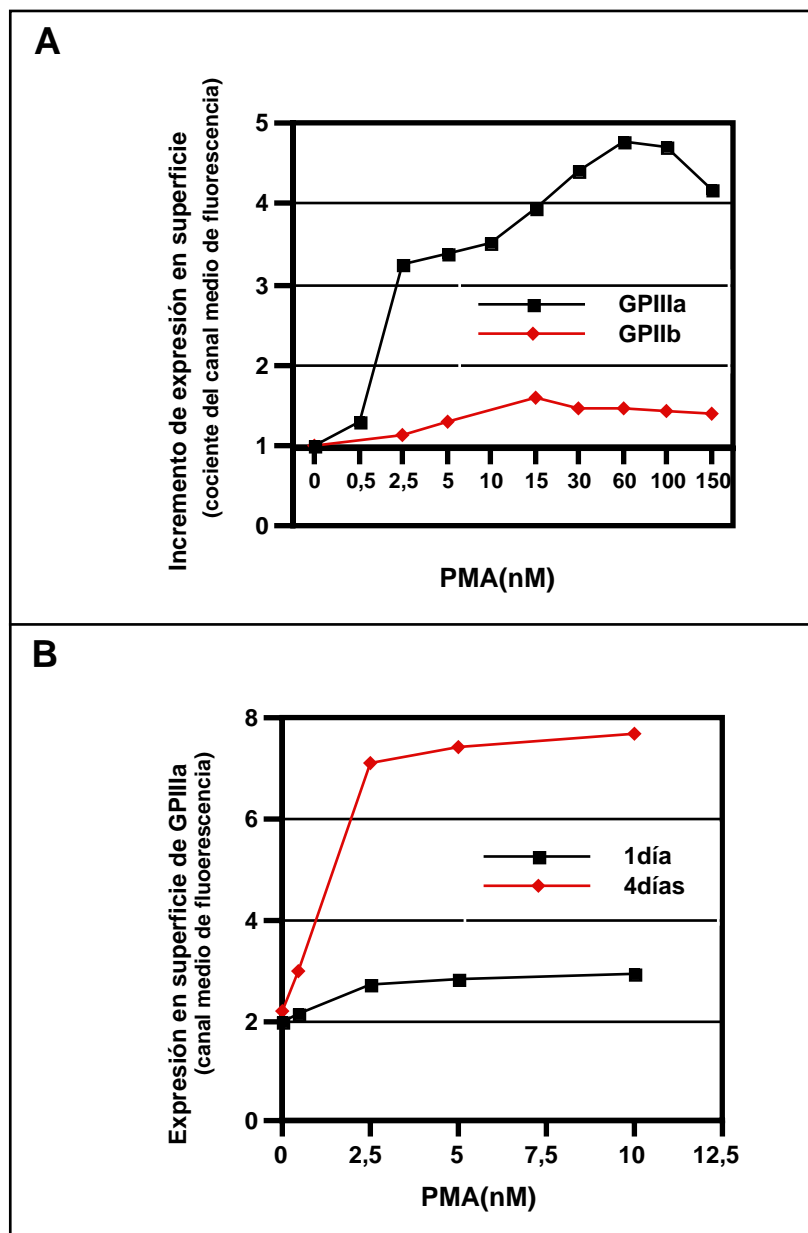 A
Incremento de expresión en superficie
(cociente del canal medio de fluorescencia)
5
4
3
2
1
0
GPIIIa
GPIIb
0 0,5 2,5 5 10 15 30 60 100 150
PMA(nM)
B
Expresión en superficie de GPIIIa
(canal medio de fluoerescencia)
8
6
4
2
0
1día
4días
0 2,5 5 7,5 10 12,5
PMA(nM)